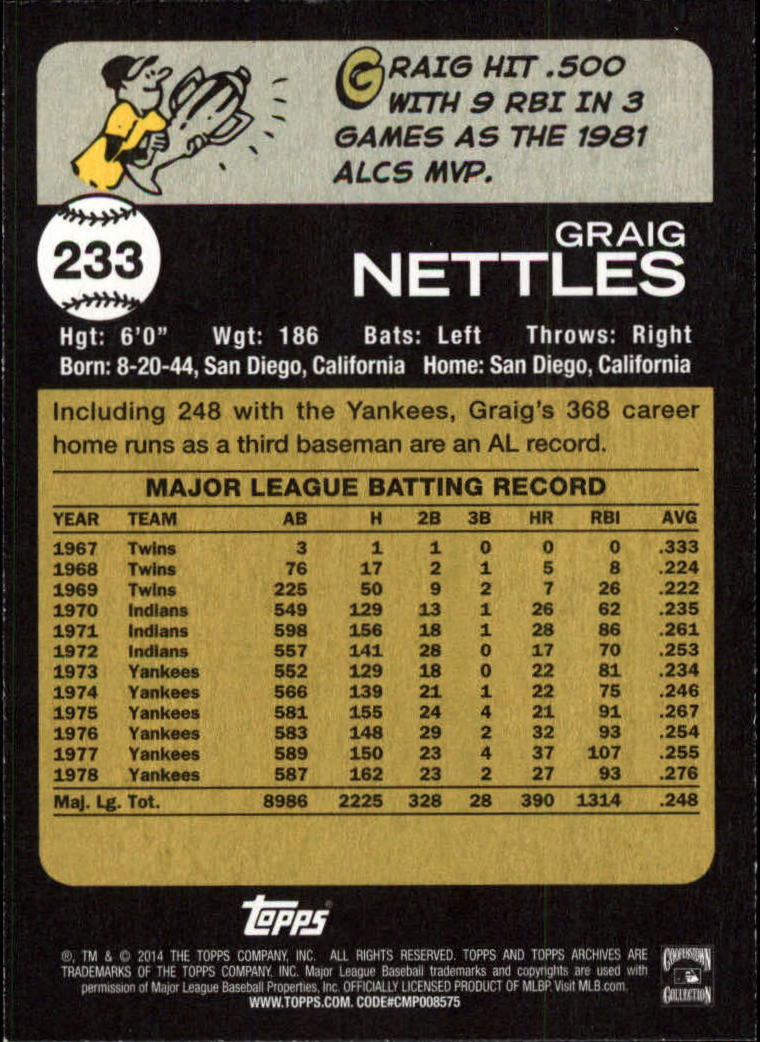 GRAIG HIT .500
WITH 9 RBI IN 3
GAMES AS THE 1981
ALCS MVP.
233
GRAIG
NETTLES
Hgt: 6'0" Wgt: 186 Bats: Left Throws: Right
Born: 8-20-44, San Diego, California Home: San Diego, California
Including 248 with the Yankees, Graig's 368 career
home runs as a third baseman are an AL record.
MAJOR LEAGUE BATTING RECORD
YEAR TEAM AB H 2B 3B HR RBI AVG
1967 Twins 3 1 1 0 0 0 .333
1968 Twins 76 17 2 1 5 8 .224
1969 Twins 225 50 9 2 7 26 .222
1970 Indians 549 129 13 1 26 62 .235
1971 Indians 598 156 18 1 28 86 .261
1972 Indians 557 141 28 0 17 70 .253
1973 Yankees 552 129 18 0 22 81 .234
1974 Yankees 566 139 21 1 22 75 .246
1975 Yankees 581 155 24 4 21 91 .267
1976 Yankees 583 148 29 2 32 93 .254
1977 Yankees 589 150 23 4 37 107 .255
1978 Yankees 587 162 23 2 27 93 .276
Maj. Lg. Tot. 8986 2225 328 28 390 1314 .248
Topps®
®, TM & © 2014 THE TOPPS COMPANY, INC. ALL RIGHTS RESERVED. TOPPS AND TOPPS ARCHIVES ARE
TRADEMARKS OF THE TOPPS COMPANY, INC. Major League Baseball trademarks and copyrights are used with
permission of Major League Baseball Properties, Inc. OFFICIALLY LICENSED PRODUCT OF MLBP. Visit MLB.com.
WWW.TOPPS.COM. CODE#CMP008575
COOPERSTOWN
COLLECTION